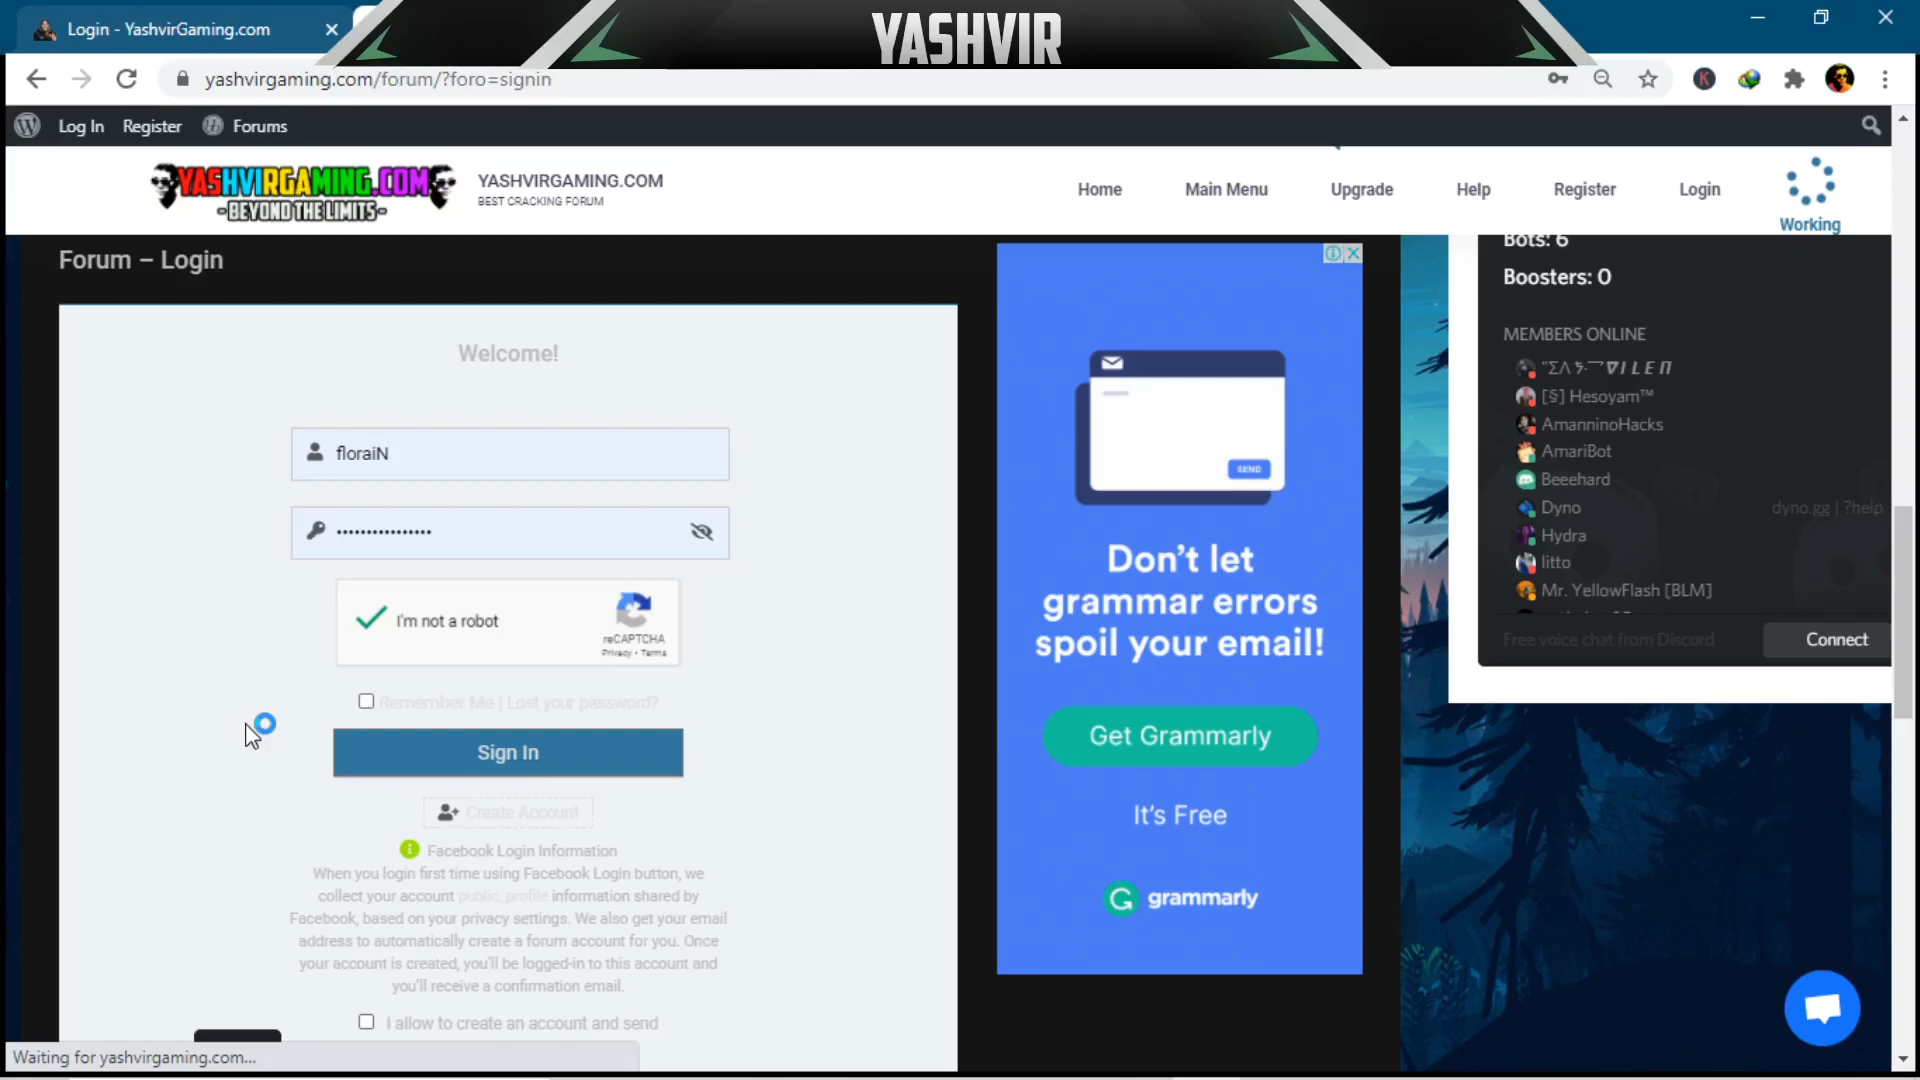 Login - YashvirGaming.com
YASHVIR
yashvirgaming.com/forum/?foro=signin
Log In
Register
Forums
YASHVIRGAMING.COM
-BEYOND THE LIMITS-
YASHVIRGAMING.COM
BEST CRACKING FORUM
Home
Main Menu
Upgrade
Help
Register
Login
Working
Forum – Login
Welcome!
floraiN
••••••••••••••••
I'm not a robot
reCAPTCHA
Privacy • Terms
Remember Me | Lost your password?
Sign In
Create Account
Facebook Login Information
When you login first time using Facebook Login button, we
collect your account public_profile information shared by
Facebook, based on your privacy settings. We also get your email
address to automatically create a forum account for you. Once
your account is created, you'll be logged-in to this account and
you'll receive a confirmation email.
I allow to create an account and send
Waiting for yashvirgaming.com...
SEND
Don't let
grammar errors
spoil your email!
Get Grammarly
It's Free
grammarly
Bots: 6
Boosters: 0
MEMBERS ONLINE
[§] Hesoyam™
AmanninoHacks
AmariBot
Beeehard
Dyno
dyno.gg | ?help
Hydra
litto
Mr. YellowFlash [BLM]
Free voice chat from Discord
Connect